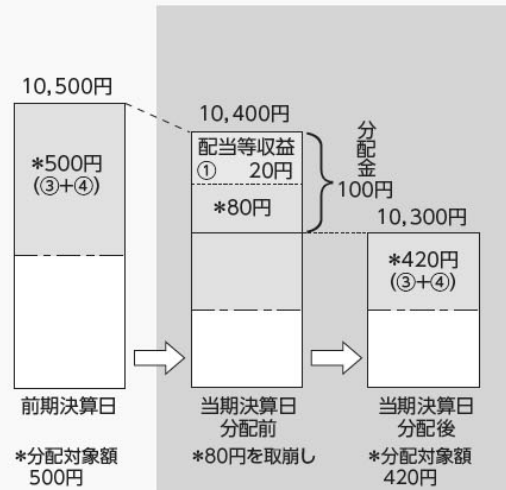 10,500円
*500円
(③+④)
前期決算日
*分配対象額
500円
10,400円
配当等収益
① 20円
*80円
分配金
100円
当期決算日
分配前
*80円を取崩し
10,300円
*420円
(③+④)
当期決算日
分配後
*分配対象額
420円